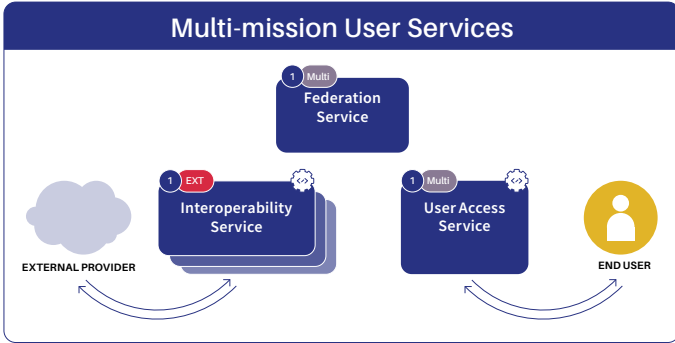 Multi-mission User Services
1 Multi
Federation
Service
1 EXT
Interoperability
Service
1 Multi
User Access
Service
EXTERNAL PROVIDER
END USER